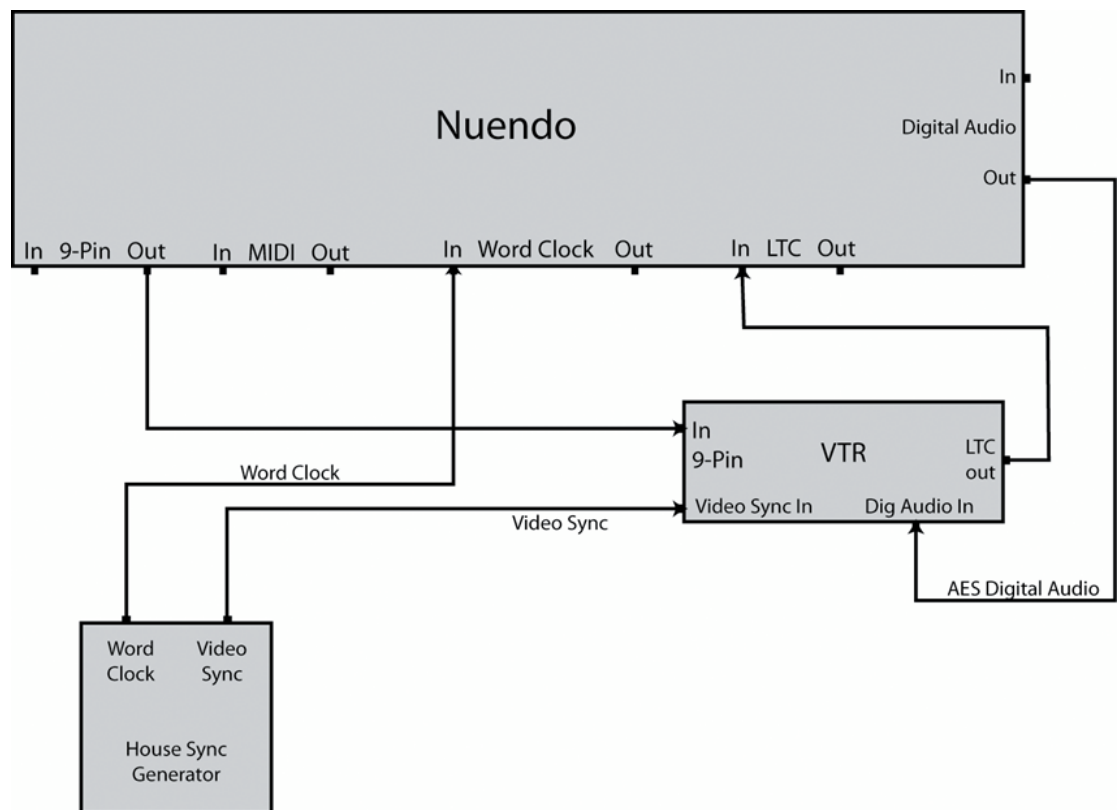 In
Nuendo
Digital Audio
Out
In 9-Pin Out In MIDI Out In Word Clock Out In LTC Out
In
9-Pin
VTR
LTC
out
Word Clock
Video Sync In Dig Audio In
Video Sync
AES Digital Audio
Word
Clock
Video
Sync
House Sync
Generator